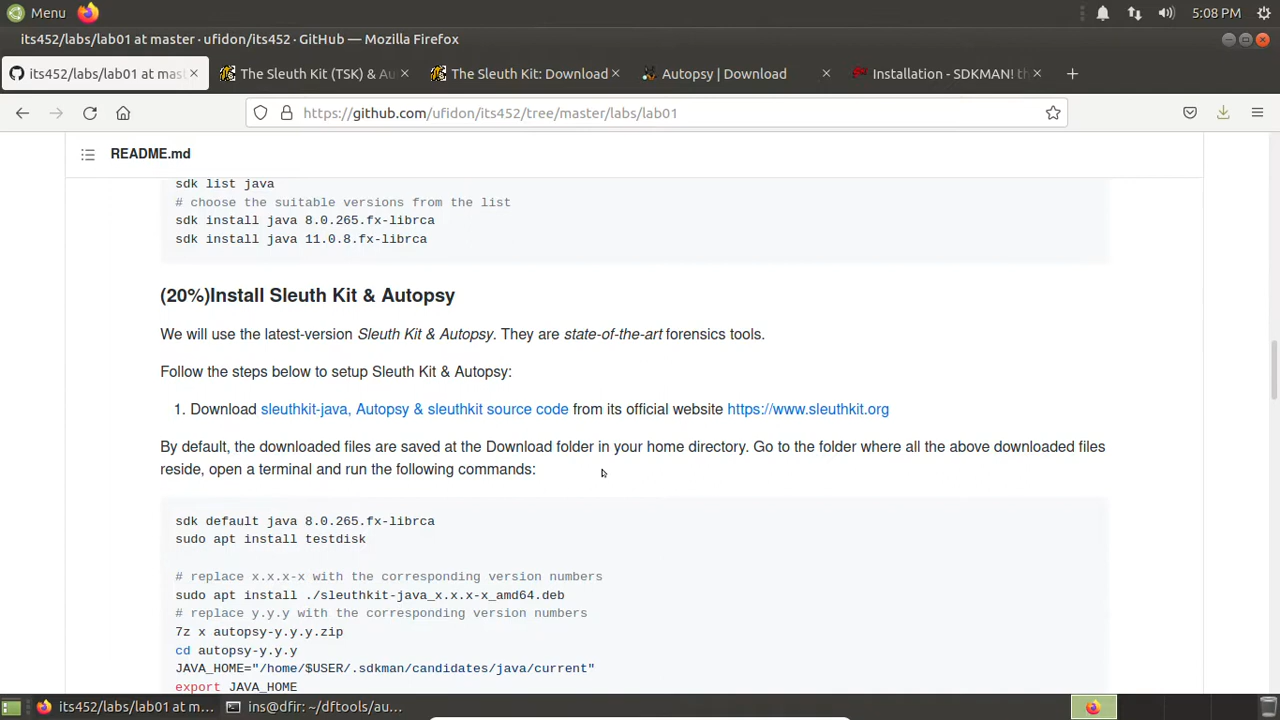 Menu
5:08 PM
its452/labs/lab01 at master · ufidon/its452 · GitHub — Mozilla Firefox
its452/labs/lab01 at mast
The Sleuth Kit (TSK) & Au
The Sleuth Kit: Download
Autopsy | Download
Installation - SDKMAN! th
https://github.com/ufidon/its452/tree/master/labs/lab01
README.md
sdk list java
# choose the suitable versions from the list
sdk install java 8.0.265.fx-librca
sdk install java 11.0.8.fx-librca
(20%)Install Sleuth Kit & Autopsy
We will use the latest-version Sleuth Kit & Autopsy. They are state-of-the-art forensics tools.
Follow the steps below to setup Sleuth Kit & Autopsy:
1. Download sleuthkit-java, Autopsy & sleuthkit source code from its official website https://www.sleuthkit.org
By default, the downloaded files are saved at the Download folder in your home directory. Go to the folder where all the above downloaded files
reside, open a terminal and run the following commands:
sdk default java 8.0.265.fx-librca
sudo apt install testdisk
# replace x.x.x-x with the corresponding version numbers
sudo apt install ./sleuthkit-java_x.x.x-x_amd64.deb
# replace y.y.y with the corresponding version numbers
7z x autopsy-y.y.y.zip
cd autopsy-y.y.y
JAVA_HOME="/home/$USER/.sdkman/candidates/java/current"
export JAVA_HOME
its452/labs/lab01 at m...
ins@dfir: ~/dftools/au...